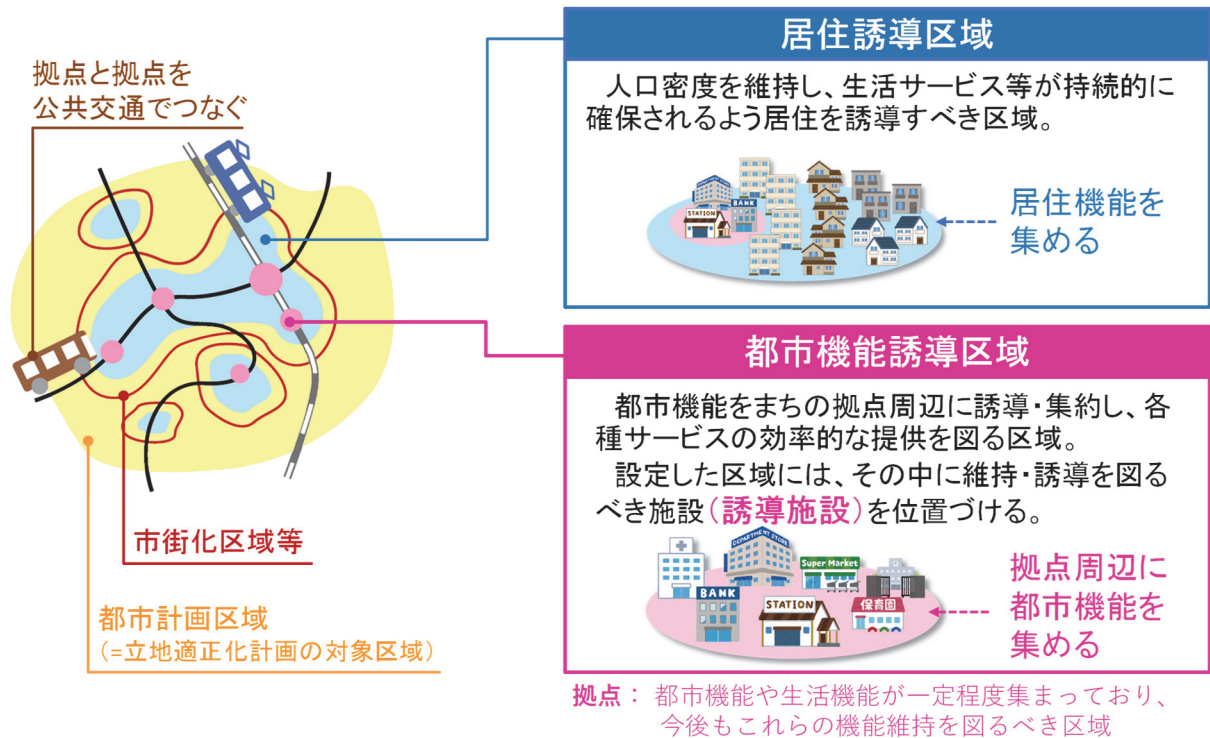 拠点と拠点を
公共交通でつなぐ
市街化区域等
都市計画区域
（=立地適正化計画の対象区域）
居住誘導区域
人口密度を維持し、生活サービス等が持続的に
確保されるよう居住を誘導すべき区域。
DEPARTMENT STORE
BANK
STATION
居住機能を
集める
都市機能誘導区域
都市機能をまちの拠点周辺に誘導・集約し、各
種サービスの効率的な提供を図る区域。
設定した区域には、その中に維持・誘導を図る
べき施設（誘導施設）を位置づける。
DEPARTMENT STORE
Super Market
BANK
STATION
保育園
拠点周辺に
都市機能を
集める
拠点： 都市機能や生活機能が一定程度集まっており、
今後もこれらの機能維持を図るべき区域